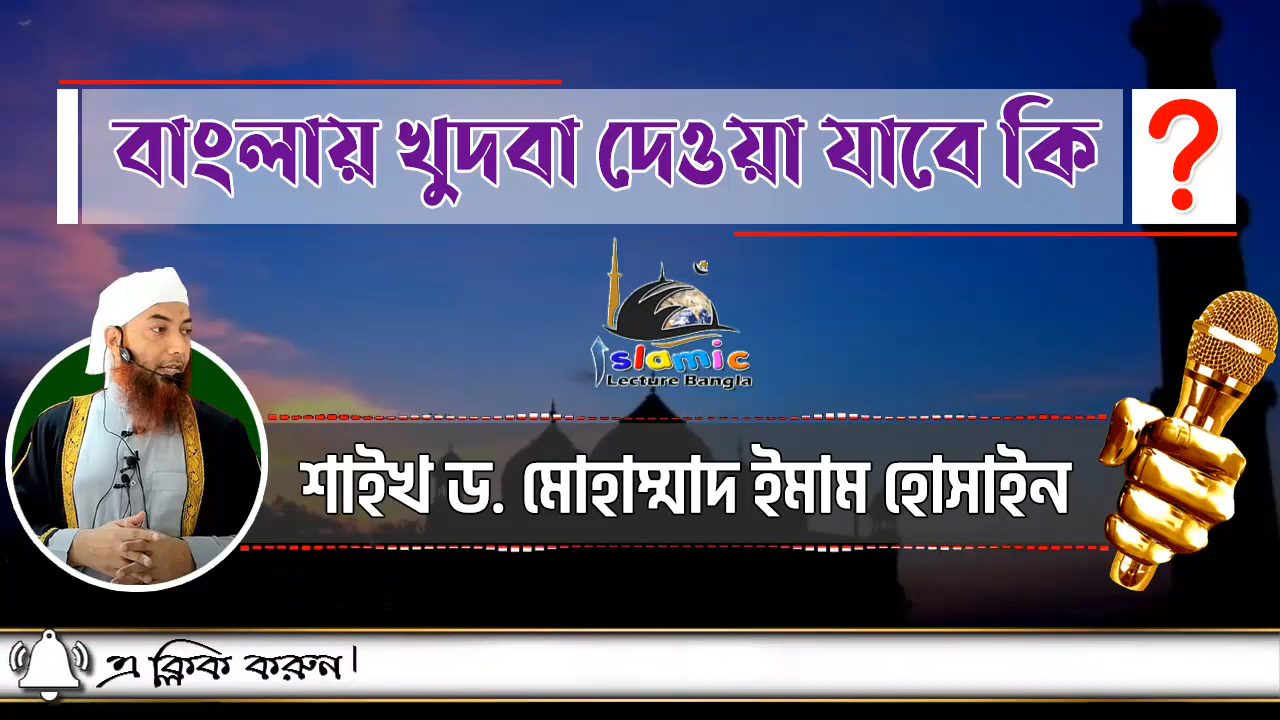 বাংলায় খুদবা দেওয়া যাবে কি ?
Islamic
Lecture Bangla
শাইখ ড. মোহাম্মাদ ইমাম হোসাইন
এ ক্লিক করুন।